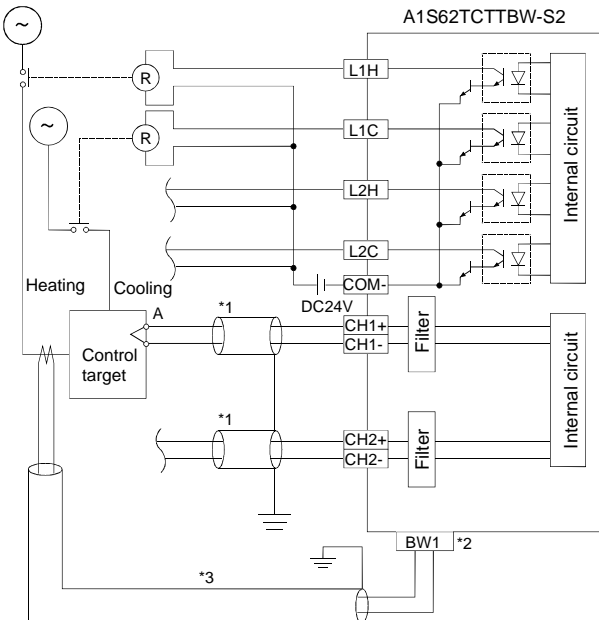 A1S62TCTTBW-S2
~
R
L1H
~
R
L1C
L2H
L2C
Internal circuit
Heating
Cooling
DC24V
COM-
A
*1
CH1+
CH1-
Filter
Control
target
Internal circuit
*1
CH2+
CH2-
Filter
BW1
*2
*3